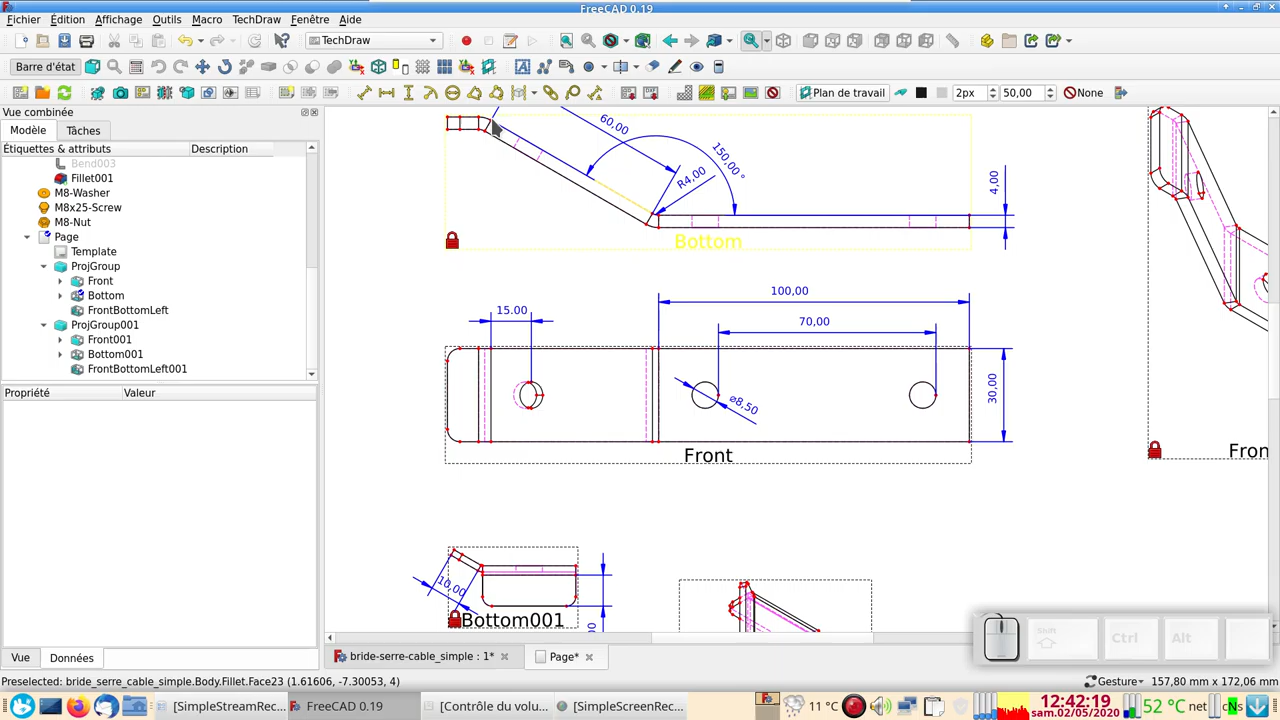 FreeCAD 0.19
Fichier Édition Affichage Outils Macro TechDraw Fenêtre Aide
TechDraw
Barre d'état
Plan de travail 2px 50,00 None
Vue combinée
Modèle Tâches
Étiquettes & attributs Description
Bend003
Fillet001
M8-Washer
M8x25-Screw
M8-Nut
Page
Template
ProjGroup
Front
Bottom
FrontBottomLeft
ProjGroup001
Front001
Bottom001
FrontBottomLeft001
Propriété Valeur
60,00
150,00 °
R4,00
4,00
Bottom
100,00
15.00
70,00
30,00
⌀8,50
Front
Fron
10,00
Bottom001
Shift Ctrl Alt
Vue Données
bride-serre-cable_simple : 1* Page*
Preselected: bride_serre_cable_simple.Body.Fillet.Face23 (1.61606, -7.30053, 4) Gesture 157,80 mm x 172,06 mm
[SimpleStreamRec... FreeCAD 0.19 [Contrôle du volu... [SimpleScreenRec... 11 °C 12:42:19 sam.02/05/2020 52 °C net